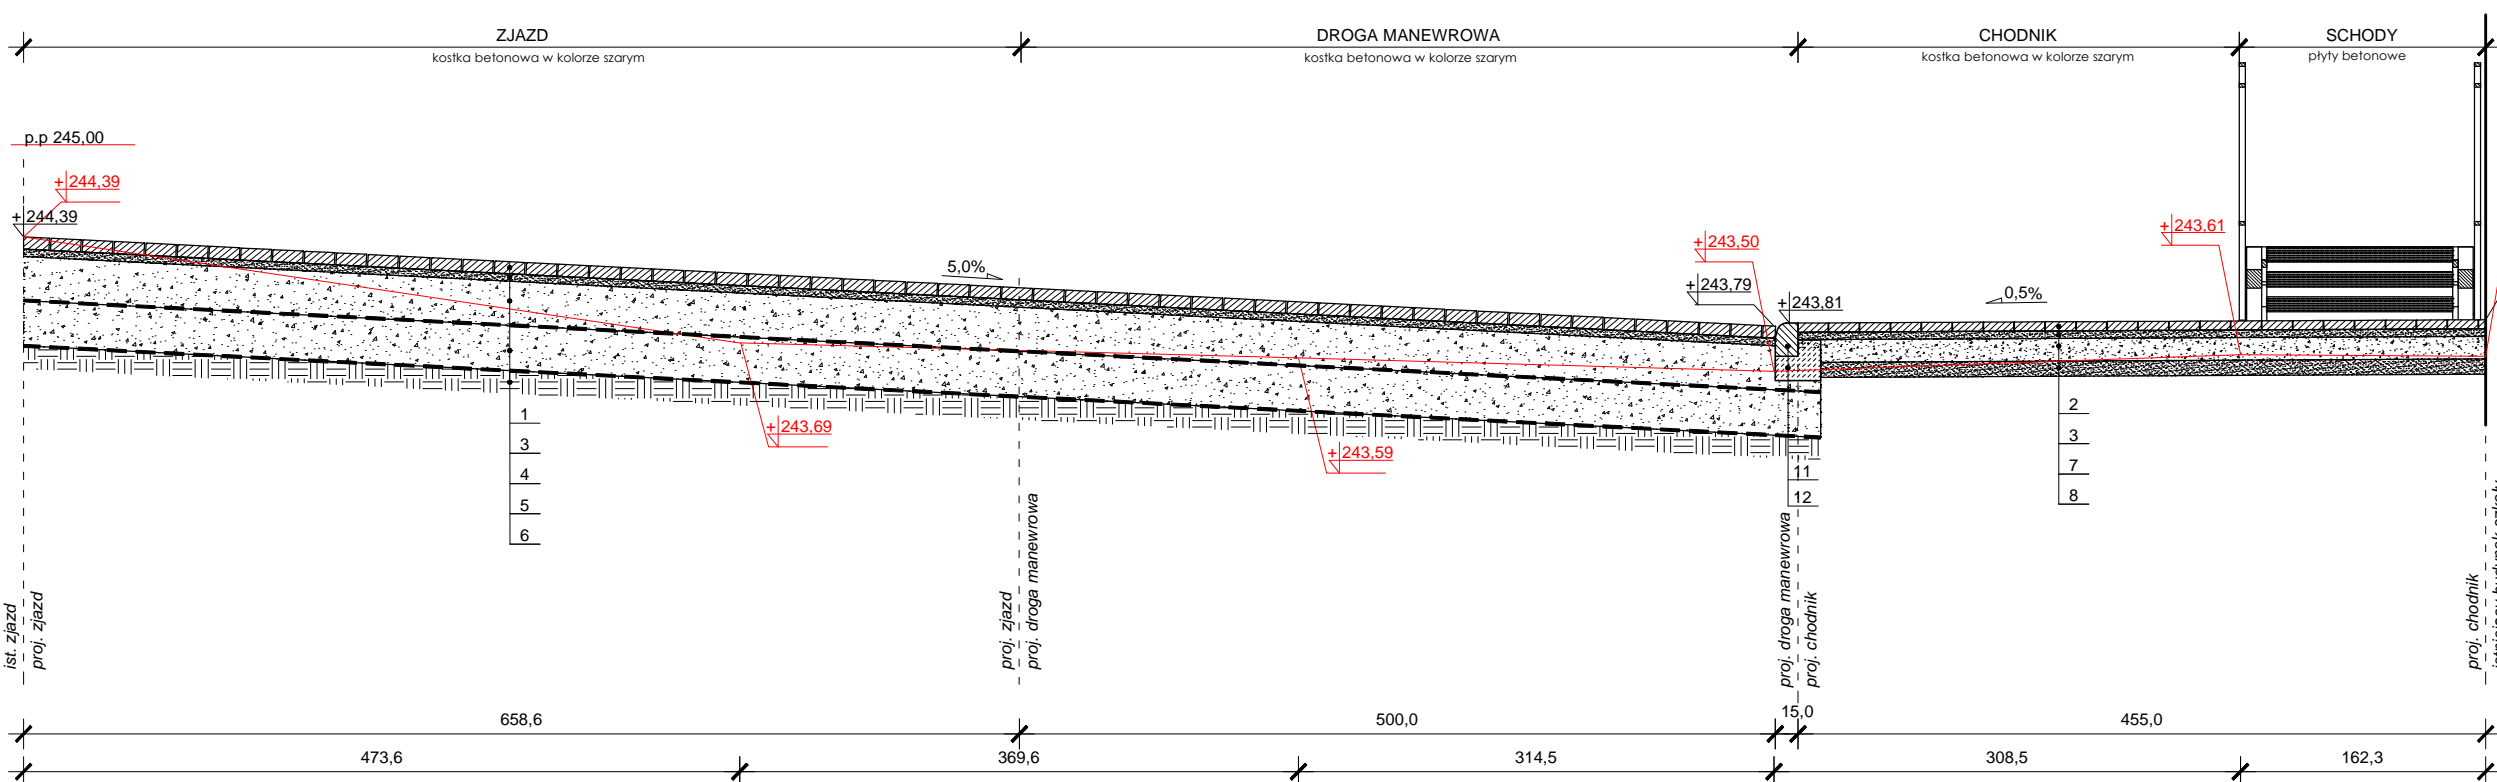 ZJAZD
kostka betonowa w kolorze szarym
DROGA MANEWROWA
kostka betonowa w kolorze szarym
CHODNIK
kostka betonowa w kolorze szarym
SCHODY
płyty betonowe
p.p 245,00
+244,39
+244,39
5,0%
+243,50
+243,79
+243,81
0,5%
+243,61
+243,69
+243,59
1
3
4
5
6
11
12
2
3
7
8
ist. zjazd
proj. zjazd
proj. zjazd
proj. droga manewrowa
proj. droga manewrowa
proj. chodnik
proj. chodnik
658,6
500,0
15,0
455,0
473,6
369,6
314,5
308,5
162,3